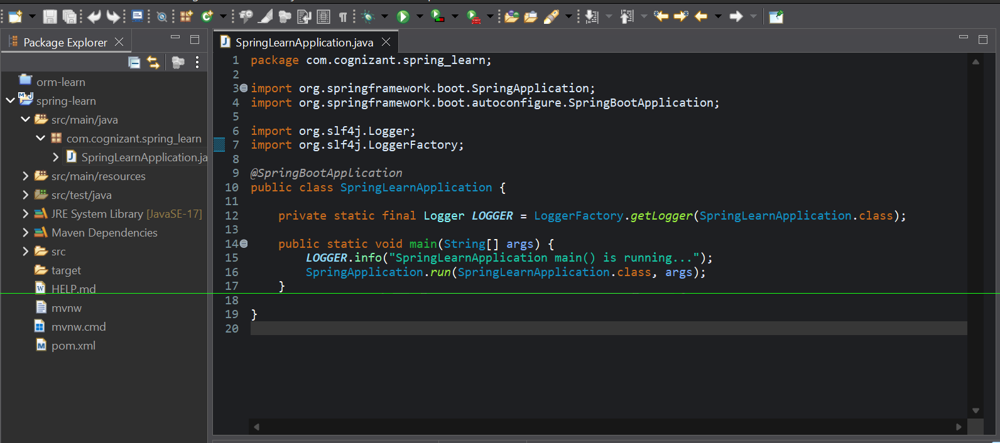 Package Explorer
orm-learn
spring-learn
src/main/java
com.cognizant.spring_learn
SpringLearnApplication.ja
src/main/resources
src/test/java
JRE System Library [JavaSE-17]
Maven Dependencies
src
target
HELP.md
mvnw
mvnw.cmd
pom.xml
SpringLearnApplication.java
1 package com.cognizant.spring_learn;
2
3 import org.springframework.boot.SpringApplication;
4 import org.springframework.boot.autoconfigure.SpringBootApplication;
5
6 import org.slf4j.Logger;
7 import org.slf4j.LoggerFactory;
8
9 @SpringBootApplication
10 public class SpringLearnApplication {
11
12     private static final Logger LOGGER = LoggerFactory.getLogger(SpringLearnApplication.class);
13
14     public static void main(String[] args) {
15         LOGGER.info("SpringLearnApplication main() is running...");
16         SpringApplication.run(SpringLearnApplication.class, args);
17     }
18
19 }
20